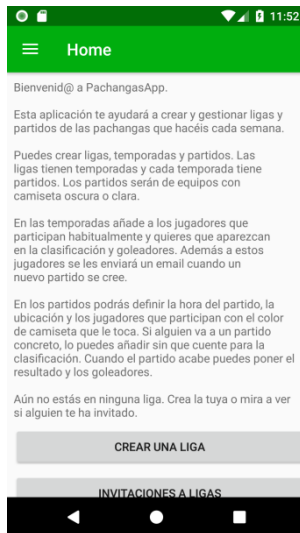 11:52
Home
Bienvenid@ a PachangasApp.
Esta aplicación te ayudará a crear y gestionar ligas y
partidos de las pachangas que hacéis cada semana.
Puedes crear ligas, temporadas y partidos. Las
ligas tienen temporadas y cada temporada tiene
partidos. Los partidos serán de equipos con
camiseta oscura o clara.
En las temporadas añade a los jugadores que
participan habitualmente y quieres que aparezcan
en la clasificación y goleadores. Además a estos
jugadores se les enviará un email cuando un
nuevo partido se cree.
En los partidos podrás definir la hora del partido, la
ubicación y los jugadores que participan con el color
de camiseta que le toca. Si alguien va a un partido
concreto, lo puedes añadir sin que cuente para la
clasificación. Cuando el partido acabe puedes poner el
resultado y los goleadores.
Aún no estás en ninguna liga. Crea la tuya o mira a ver
si alguien te ha invitado.
CREAR UNA LIGA
INVITACIONES A LIGAS